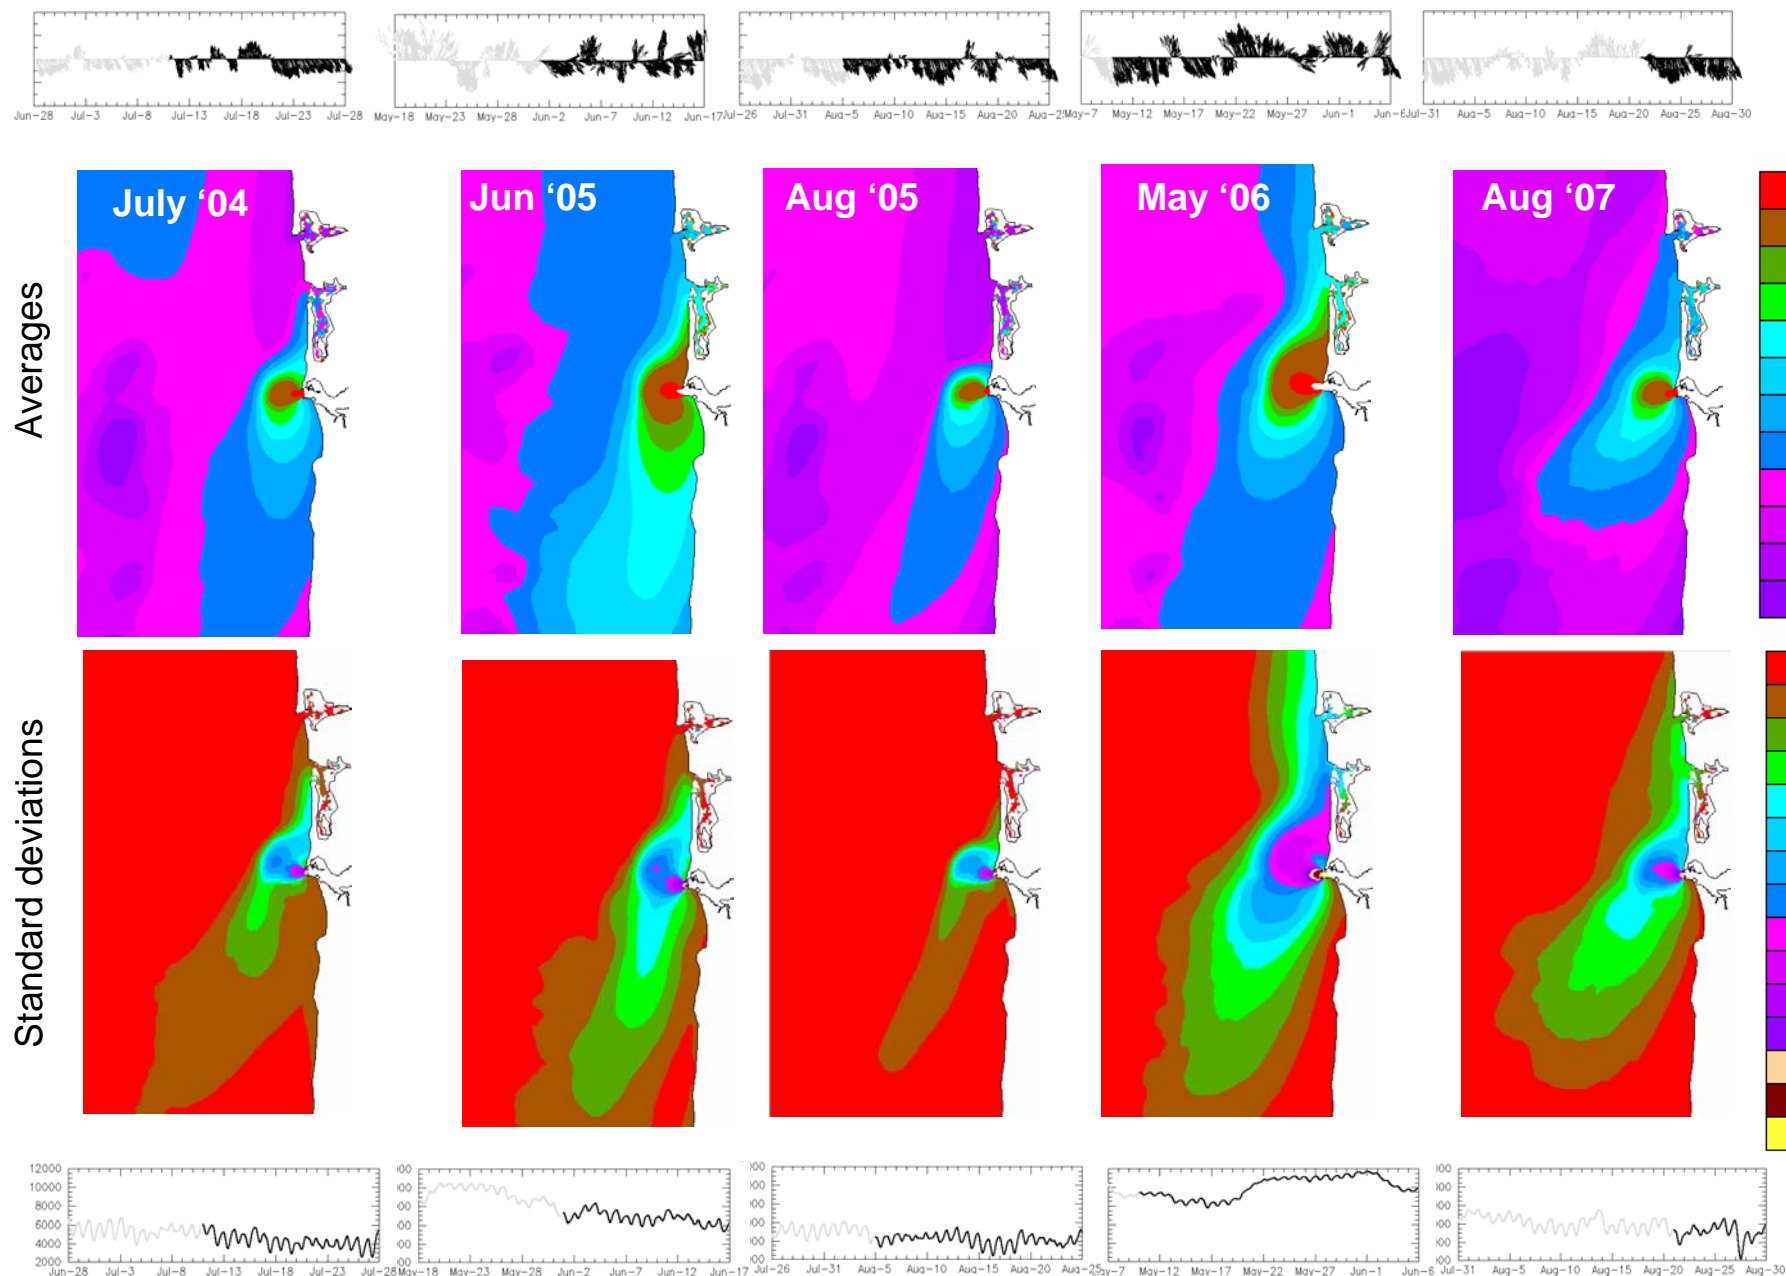 Jun-28 Jul-3 Jul-8 Jul-13 Jul-18 Jul-23 Jul-28
May-18 May-23 May-28 Jun-2 Jun-7 Jun-12 Jun-17
Jul-26 Jul-31 Aug-5 Aug-10 Aug-15 Aug-20 Aug-2
May-7 May-12 May-17 May-22 May-27 Jun-1 Jun-6
Jul-31 Aug-5 Aug-10 Aug-15 Aug-20 Aug-25 Aug-30
July ‘04
Jun ‘05
Aug ‘05
May ‘06
Aug ‘07
Averages
Standard deviations
12000
10000
8000
6000
4000
2000
Jun-28 Jul-3 Jul-8 Jul-13 Jul-18 Jul-23 Jul-28
May-18 May-23 May-28 Jun-2 Jun-7 Jun-12 Jun-17
Jul-26 Jul-31 Aug-5 Aug-10 Aug-15 Aug-20 Aug-25
May-12 May-17 May-22 May-27 Jun-1 Jun-6
Jul-31 Aug-5 Aug-10 Aug-15 Aug-20 Aug-25 Aug-30